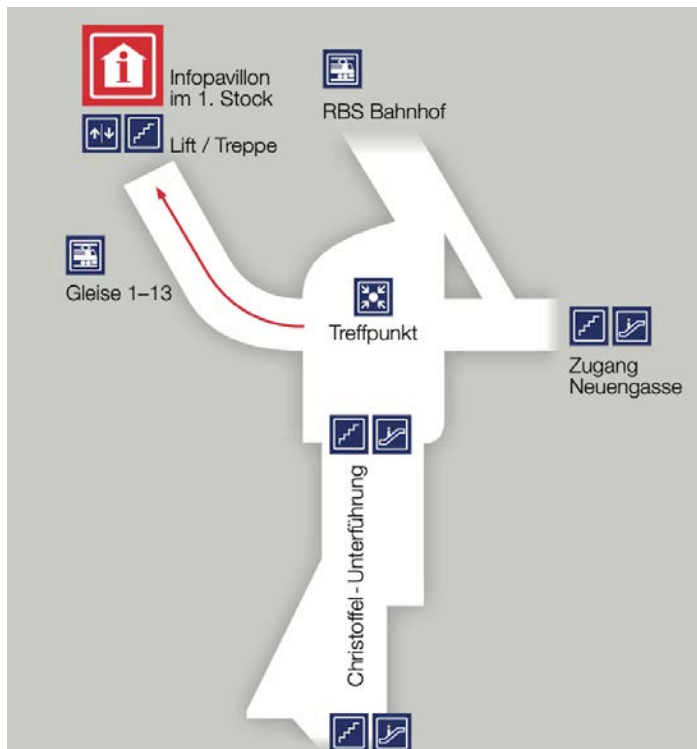 Infopavillon
im 1. Stock
Lift / Treppe
RBS Bahnhof
Gleise 1–13
Treffpunkt
Zugang
Neuengasse
Christoffel - Unterführung